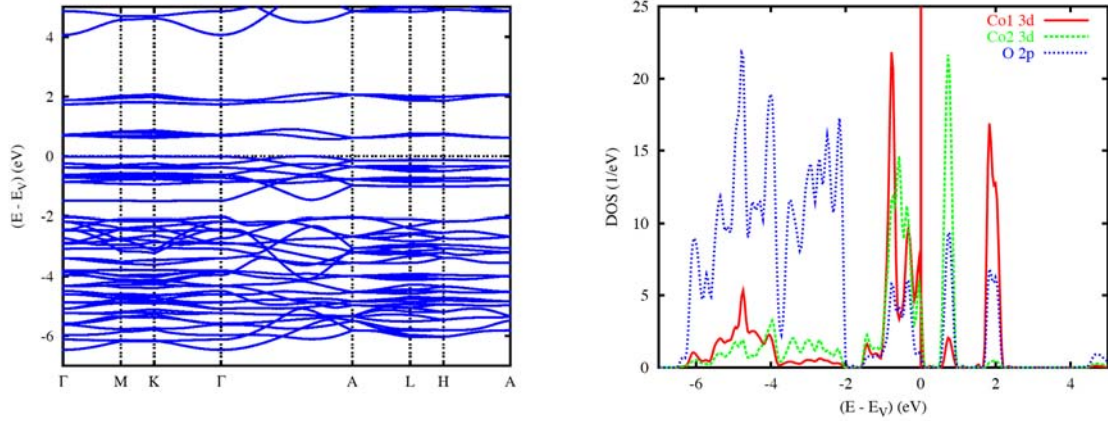 4
2
0
-2
-4
-6
(E - E_V) (eV)
Γ M K Γ A L H A
25
20
15
10
5
0
DOS (1/eV)
Co1 3d
Co2 3d
O 2p
-6 -4 -2 0 2 4
(E - E_V) (eV)